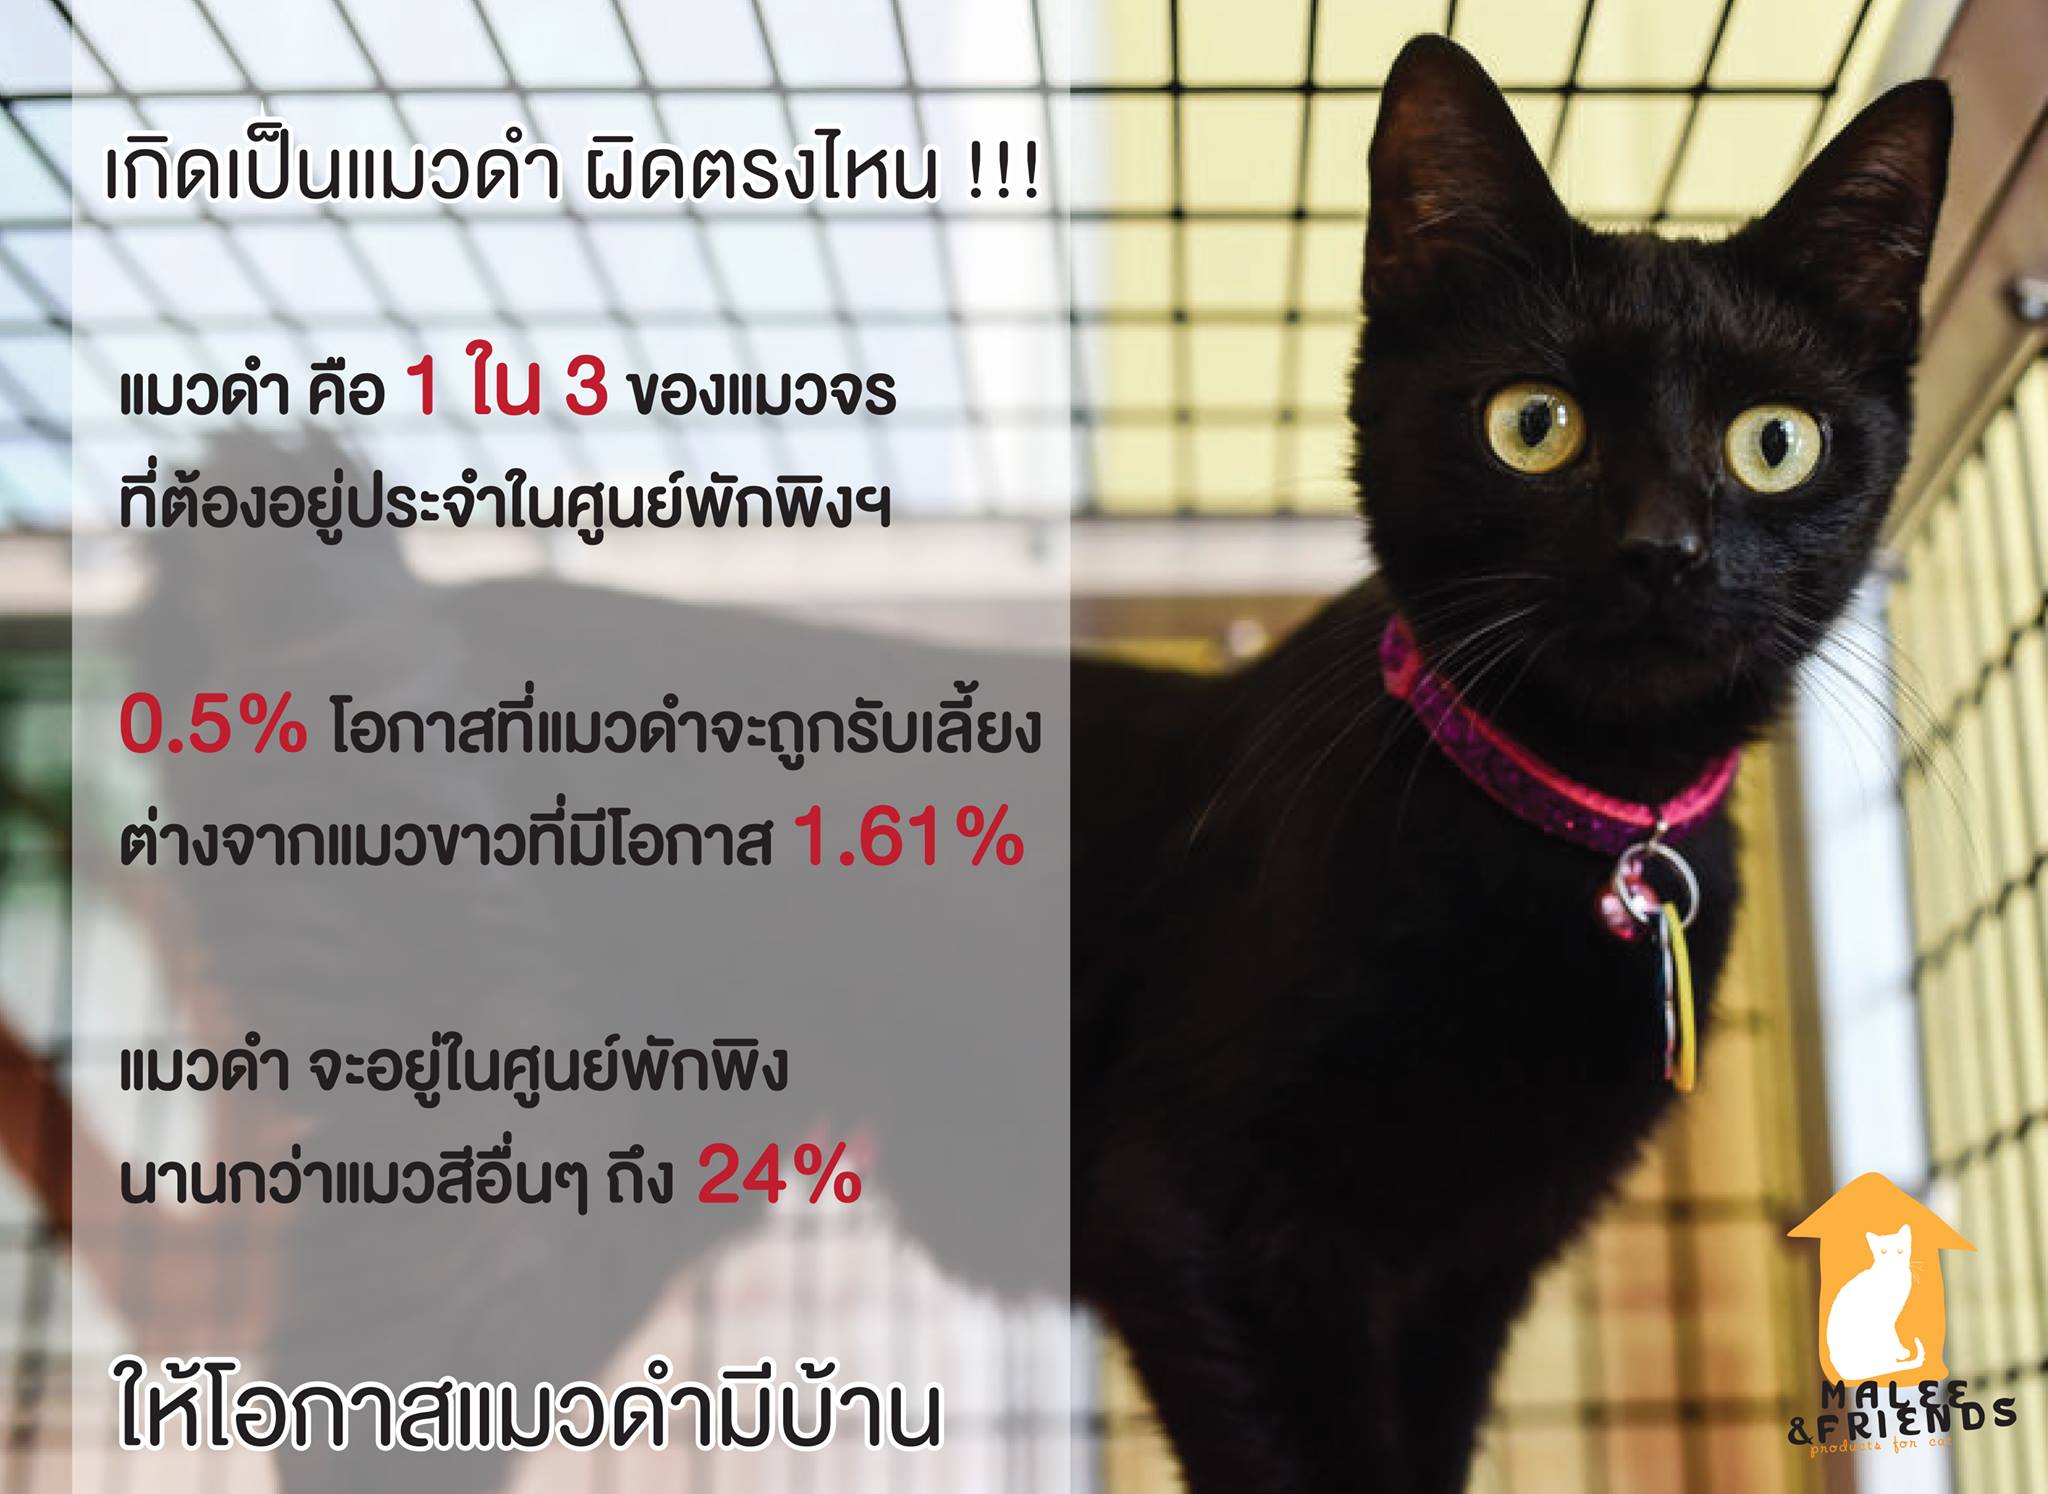 เกิดเป็นแมวดำ ผิดตรงไหน !!!
แมวดำ คือ 1 ใน 3 ของแมวจร
ที่ต้องอยู่ประจำในศูนย์พักพิงฯ
0.5% โอกาสที่แมวดำจะถูกรับเลี้ยง
ต่างจากแมวขาวที่มีโอกาส 1.61%
แมวดำ จะอยู่ในศูนย์พักพิง
นานกว่าแมวสีอื่นๆ ถึง 24%
ให้โอกาสแมวดำมีบ้าน
MALEE
&FRIENDS
products for cat